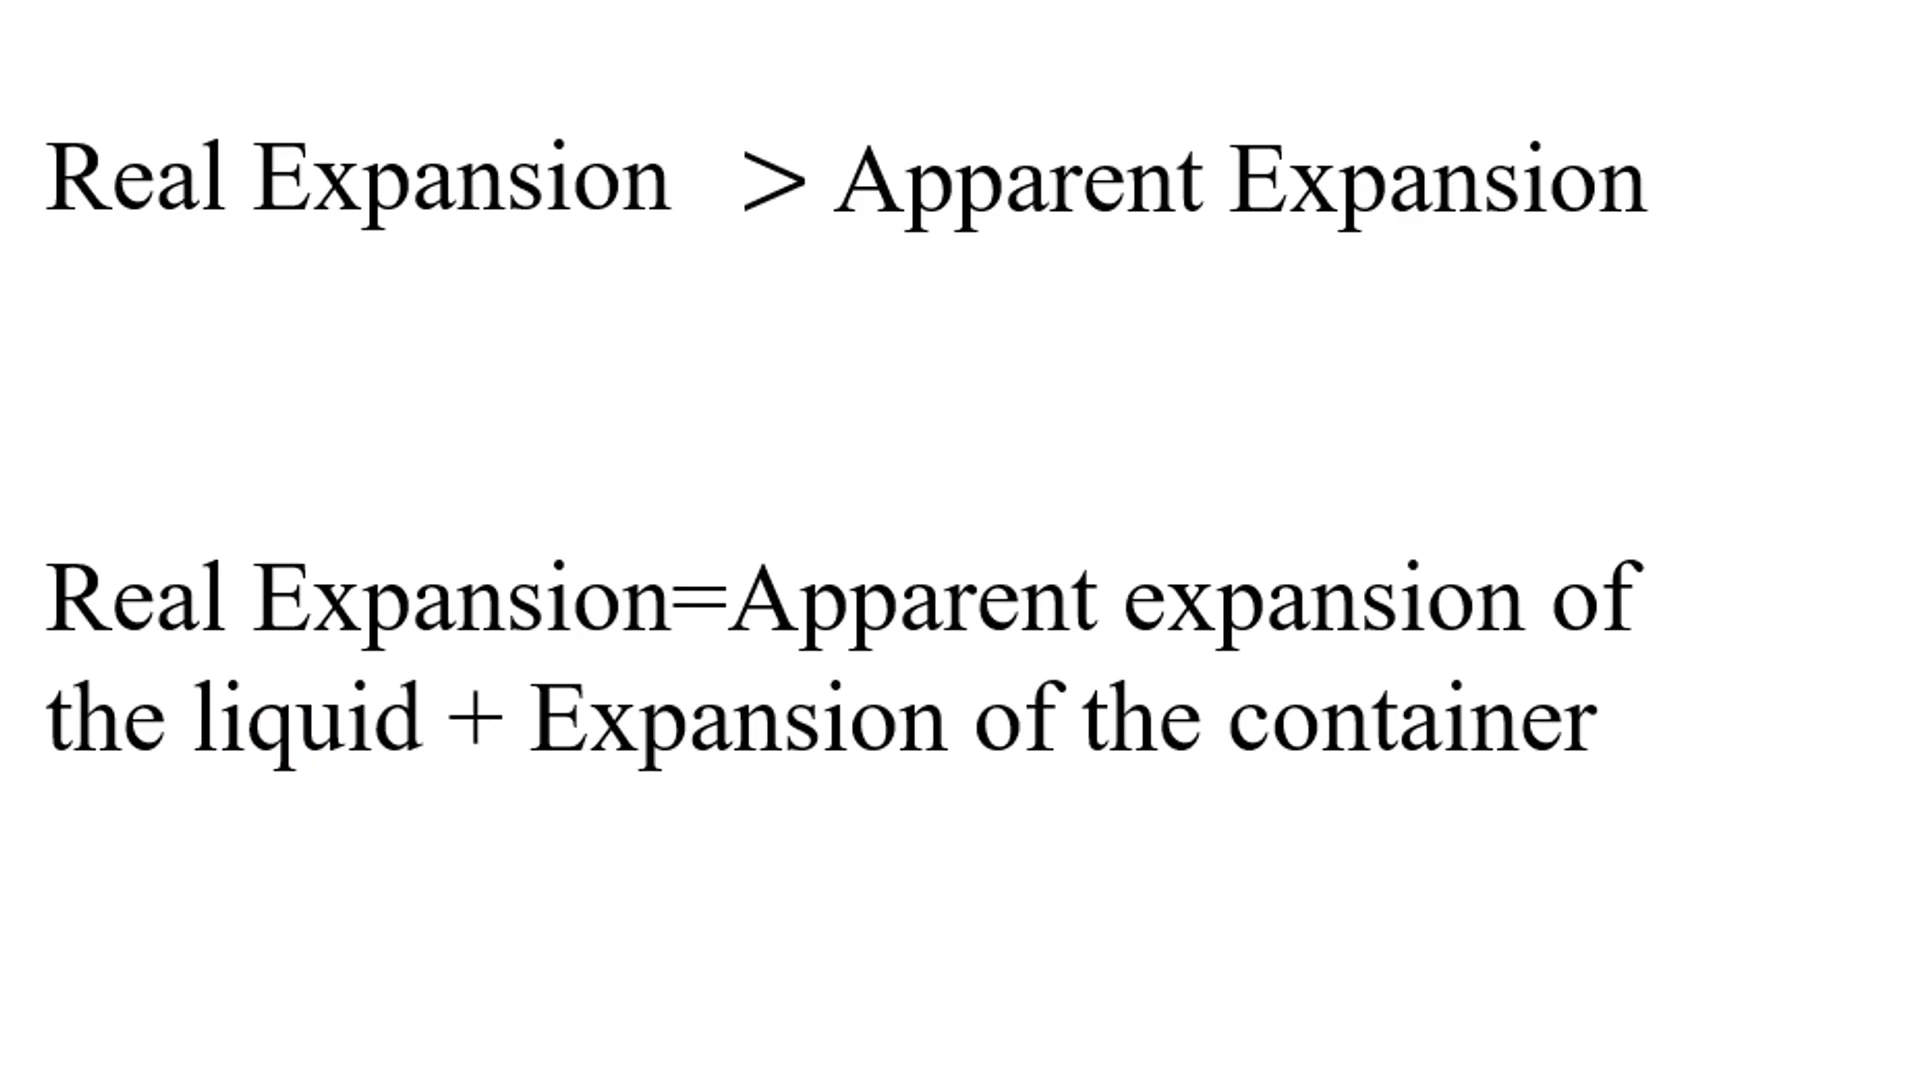 Real Expansion > Apparent Expansion
Real Expansion=Apparent expansion of
the liquid + Expansion of the container